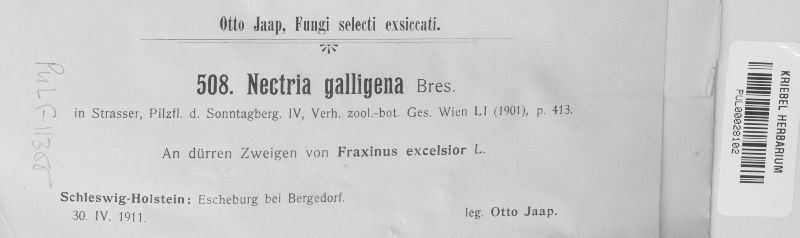 Otto Jaap, Fungi selecti exsiccati.
508. Nectria galligena Bres.
in Strasser, Pilzfl. d. Sonntagberg. IV, Verh. zool.-bot. Ges. Wien LI (1901), p. 413.
An dürren Zweigen von Fraxinus excelsior L.
Schleswig-Holstein: Escheburg bei Bergedorf.
30. IV. 1911.
leg. Otto Jaap.
PUL F11355
KRIEBEL HERBARIUM
PUL00028102